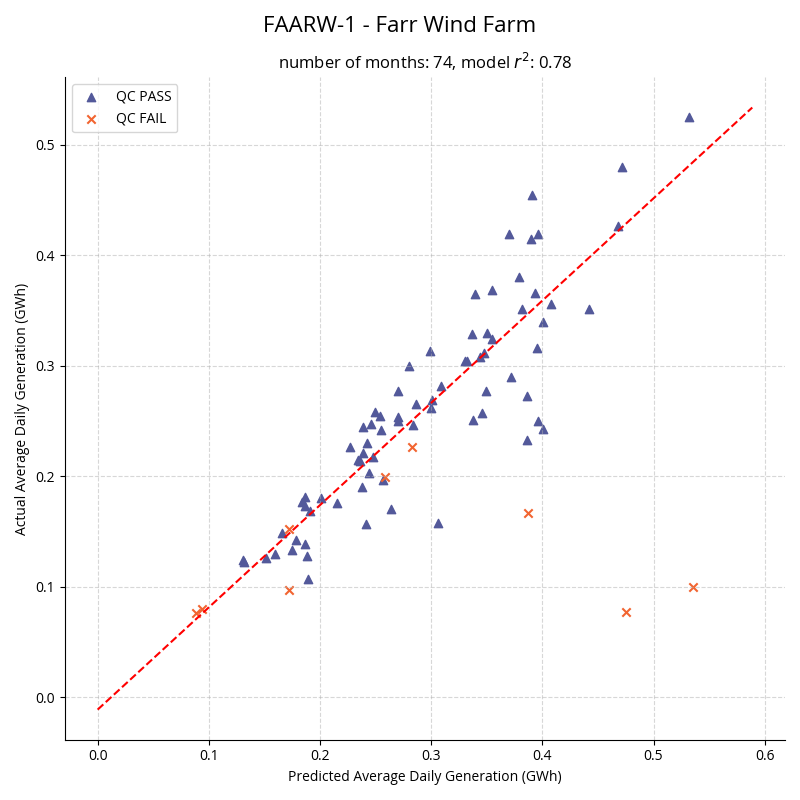 FAARW-1 - Farr Wind Farm
number of months: 74, model r²: 0.78
QC PASS
QC FAIL
Actual Average Daily Generation (GWh)
0.5
0.4
0.3
0.2
0.1
0.0
0.0 0.1 0.2 0.3 0.4 0.5 0.6
Predicted Average Daily Generation (GWh)